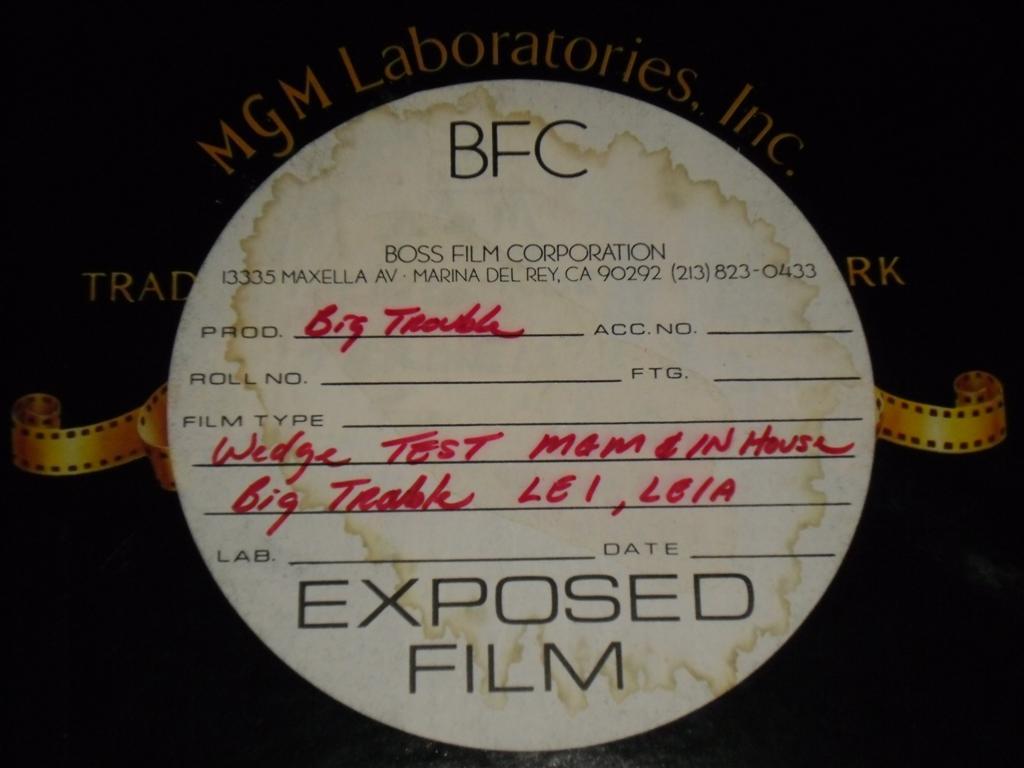 MGM Laboratories, Inc.
BFC
BOSS FILM CORPORATION
13335 MAXELLA AV · MARINA DEL REY, CA 90292 (213) 823-0433
TRAD RK
PROD. Big Trouble ACC. NO.
ROLL NO. FTG.
FILM TYPE
Wedge TEST MGM & IN House
Big Trouble LE1, LE1A
LAB. DATE
EXPOSED
FILM